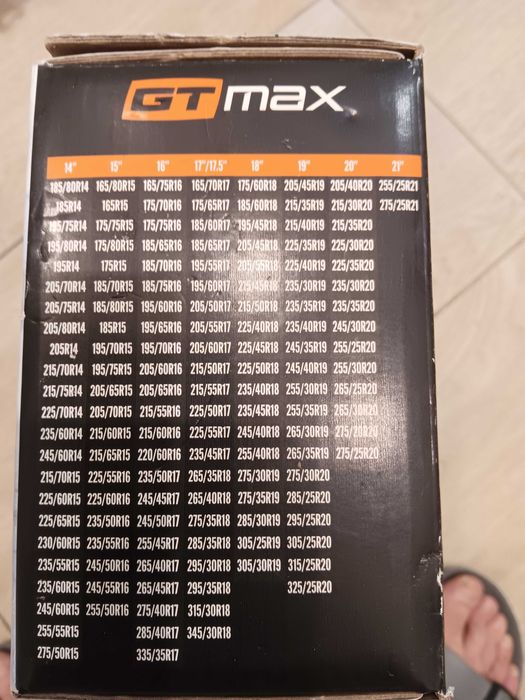 GT max
14" 15" 16" 17"/17.5" 18" 19" 20" 21"
185/80R14 165/80R15 165/75R16 165/70R17 175/60R18 205/45R19 205/40R20 255/25R21
185R14 165R15 175/70R16 175/65R17 185/60R18 215/35R19 215/30R20 275/25R21
195/75R14 175/75R15 175/75R16 185/60R17 195/45R18 215/40R19 215/35R20
195/80R14 175/80R15 185/65R16 185/65R17 205/45R18 225/35R19 225/30R20
195R14 175R15 185/70R16 195/55R17 205/55R18 225/40R19 225/35R20
205/70R14 185/70R15 185/75R16 195/60R17 225/45R18 235/30R19 235/30R20
205/75R14 185/80R15 195/60R16 205/50R17 215/50R18 235/35R19 235/35R20
205/80R14 185R15 195/65R16 205/55R17 225/40R18 235/40R19 245/30R20
205R14 195/70R15 195/70R16 205/60R17 225/45R18 245/35R19 255/25R20
215/70R14 195/75R15 205/60R16 215/50R17 225/50R18 245/40R19 255/30R20
215/75R14 205/65R15 205/65R16 215/55R17 235/40R18 255/35R19 265/25R20
225/70R14 205/70R15 215/55R16 225/50R17 235/45R18 255/40R19 265/30R20
235/60R14 215/60R15 215/60R16 225/55R17 245/40R18 265/30R19 275/20R20
245/60R14 215/65R15 220/60R16 235/45R17 255/40R18 265/35R19 275/25R20
215/70R15 225/55R16 235/50R17 265/35R18 275/30R19 275/30R20
225/60R15 225/60R16 245/45R17 265/40R18 275/35R19 285/25R20
225/65R15 235/50R16 245/50R17 275/35R18 285/30R19 295/25R20
230/60R15 235/55R16 255/45R17 285/35R18 305/25R19 305/25R20
235/55R15 245/50R16 265/40R17 295/30R18 305/30R19 315/25R20
235/60R15 245/55R16 265/45R17 295/35R18 325/25R20
245/60R15 255/50R16 275/40R17 315/30R18
255/55R15 285/40R17 345/30R18
275/50R15 335/35R17